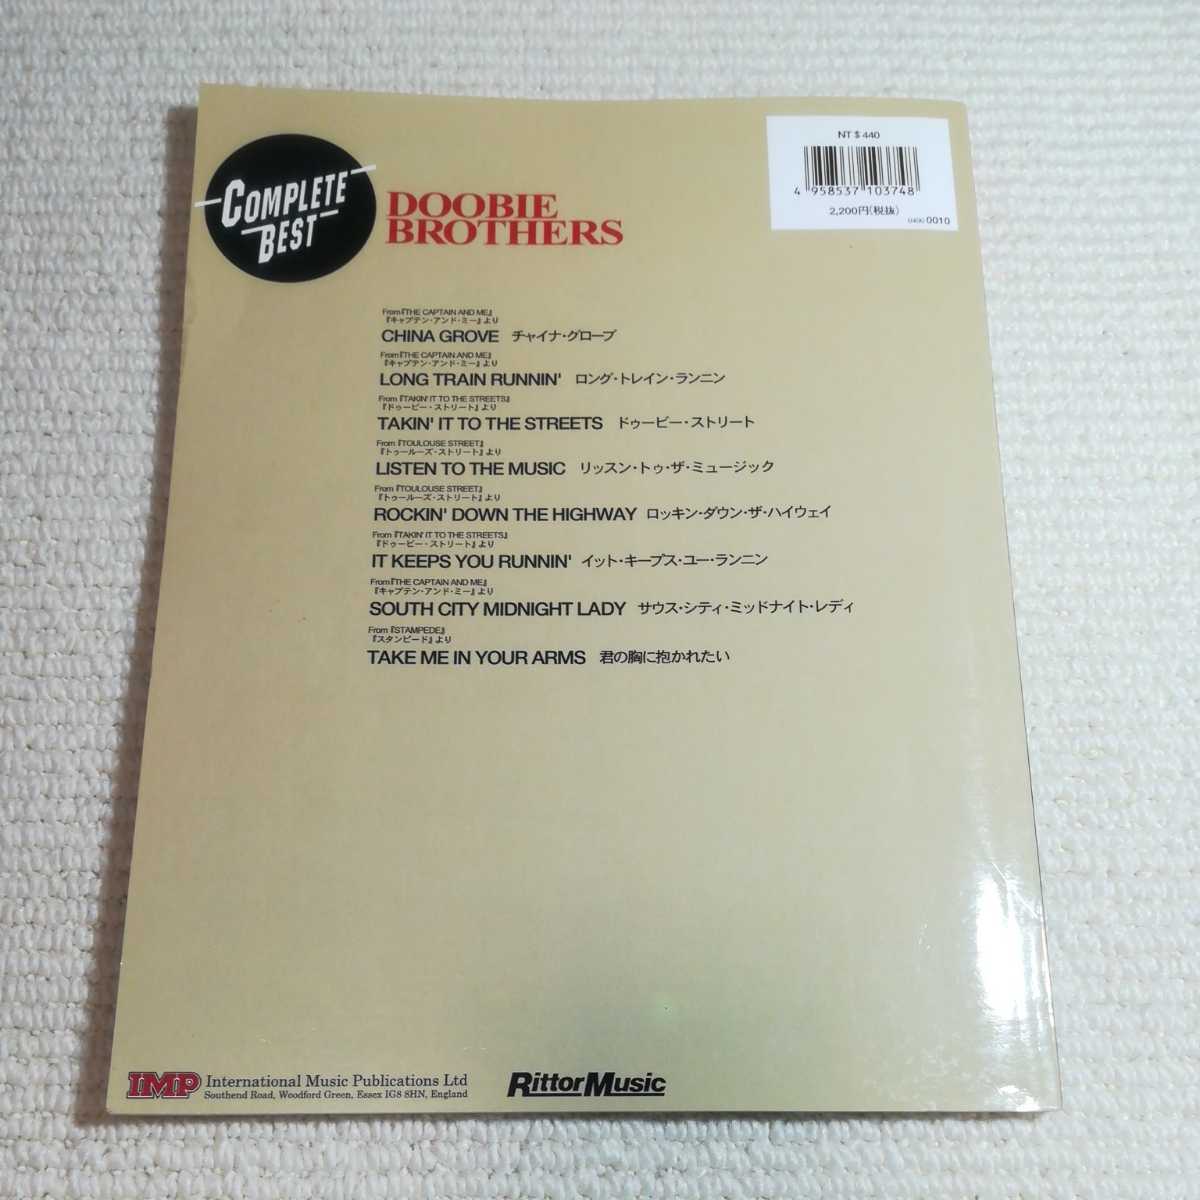 COMPLETE
BEST
DOOBIE
BROTHERS
NT $ 440
4 958537 103748
2,200円(税抜)
0490 0010
From『THE CAPTAIN AND ME』
『キャプテン・アンド・ミー』より
CHINA GROVE チャイナ・グローブ
From『THE CAPTAIN AND ME』
『キャプテン・アンド・ミー』より
LONG TRAIN RUNNIN' ロング・トレイン・ランニン
From『TAKIN' IT TO THE STREETS』
『ドゥービー・ストリート』より
TAKIN' IT TO THE STREETS ドゥービー・ストリート
From『TOULOUSE STREET』
『トゥールーズ・ストリート』より
LISTEN TO THE MUSIC リッスン・トゥ・ザ・ミュージック
From『TOULOUSE STREET』
『トゥールーズ・ストリート』より
ROCKIN' DOWN THE HIGHWAY ロッキン・ダウン・ザ・ハイウェイ
From『TAKIN' IT TO THE STREETS』
『ドゥービー・ストリート』より
IT KEEPS YOU RUNNIN' イット・キープス・ユー・ランニン
From『THE CAPTAIN AND ME』
『キャプテン・アンド・ミー』より
SOUTH CITY MIDNIGHT LADY サウス・シティ・ミッドナイト・レディ
From『STAMPEDE』
『スタンピード』より
TAKE ME IN YOUR ARMS 君の胸に抱かれたい
IMP International Music Publications Ltd
Southend Road, Woodford Green, Essex IG8 8HN, England
RittorMusic